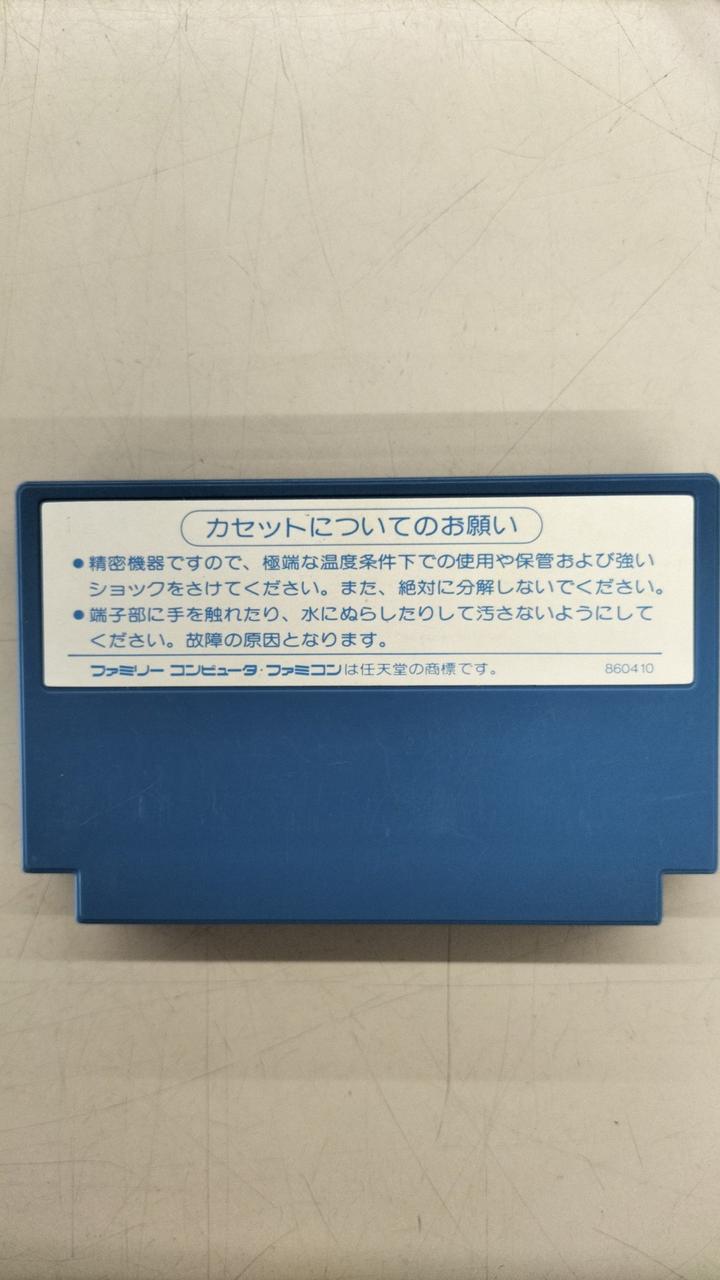 カセットについてのお願い
●精密機器ですので、極端な温度条件下での使用や保管および強い
ショックをさけてください。また、絶対に分解しないでください。
●端子部に手を触れたり、水にぬらしたりして汚さないようにして
ください。故障の原因となります。
ファミリー コンピュータ・ファミコンは任天堂の商標です。 860410